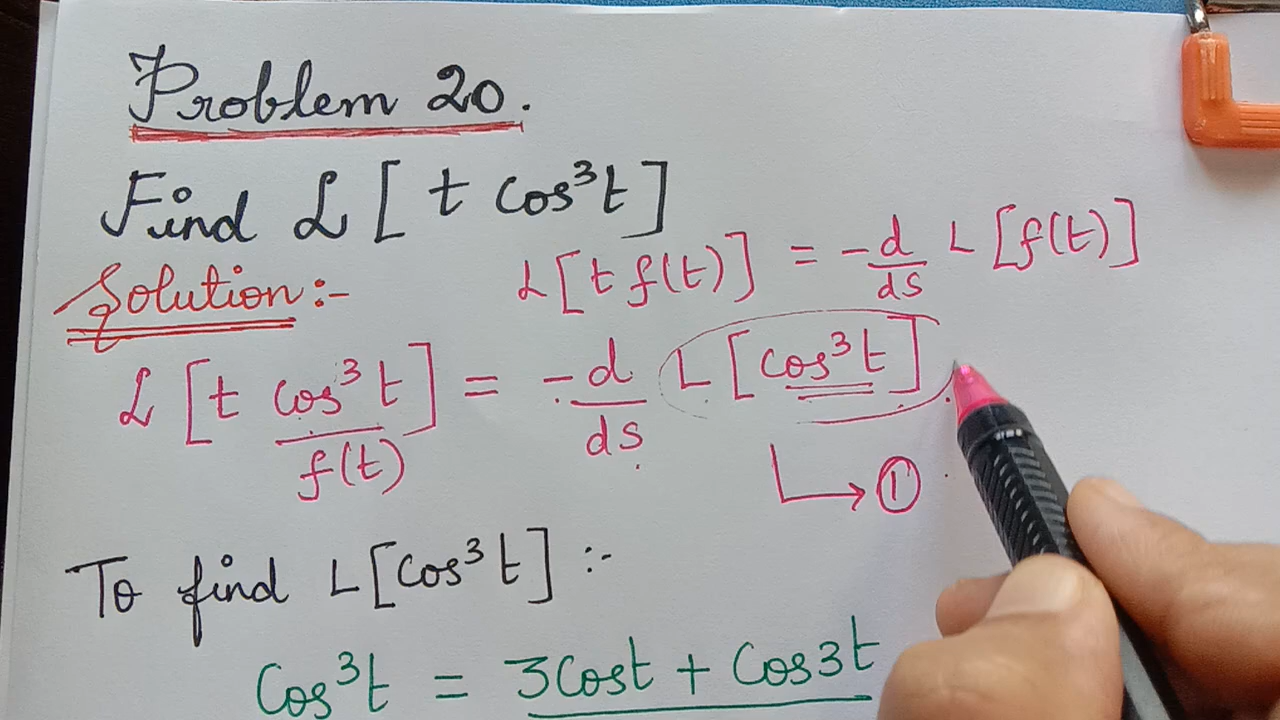 Problem 20.
Find ℒ[t cos³t]
Solution:-
ℒ[t f(t)] = -d/ds L[f(t)]
ℒ[t cos³t] = -d/ds L[cos³t]
f(t)
→ ①
To find L[cos³t] :-
Cos³t = 3Cost + Cos3t